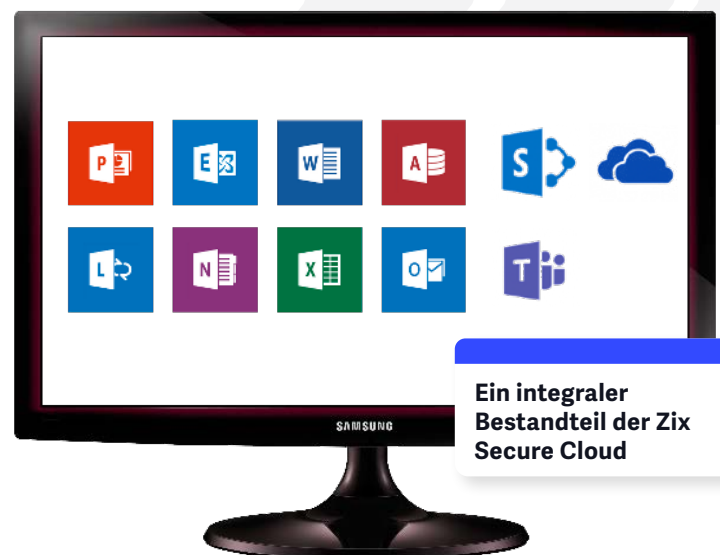 P
E
W
A
S
L
N
X
O
T
SAMSUNG
Ein integraler
Bestandteil der Zix
Secure Cloud